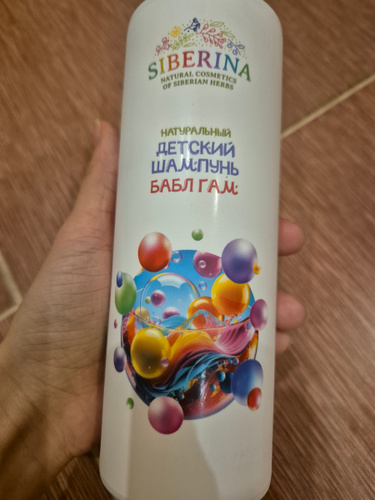 SIBERINA
NATURAL COSMETICS
OF SIBERIAN HERBS
НАТУРАЛЬНЫЙ
ДЕТСКИЙ
ШАМПУНЬ
БАБЛ ГАМ